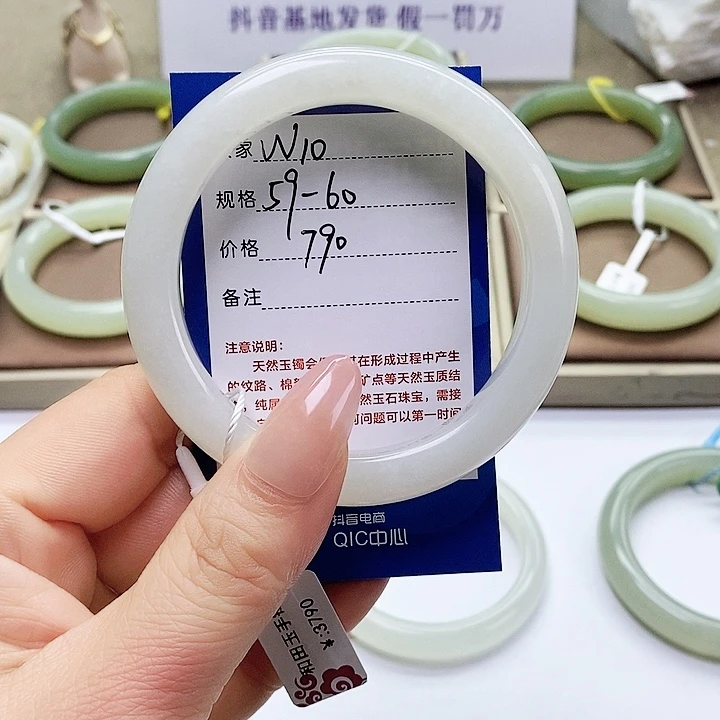 抖音基地发货 假一罚万
家 W10
规格 59-60
价格 790
备注
注意说明:
天然玉镯会 在形成过程中产生
的纹路、棉 矿点等天然玉质结
，纯属 然玉石珠宝，需接
问题可以第一时间
抖音电商
QIC中心
和田玉手
:3790